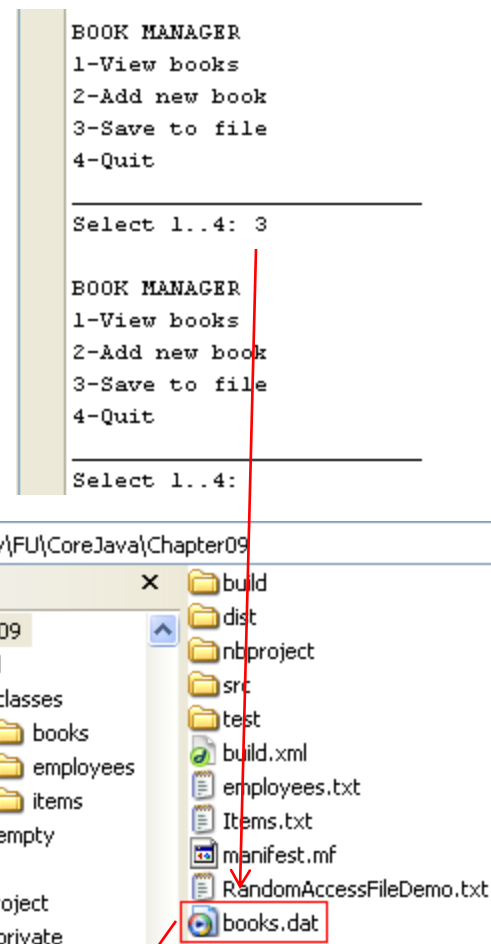 BOOK MANAGER
1-View books
2-Add new book
3-Save to file
4-Quit
Select 1..4: 3
BOOK MANAGER
1-View books
2-Add new book
3-Save to file
4-Quit
Select 1..4:
\FU\CoreJava\Chapter09
09
classes
books
employees
items
empty
oject
private
build
dist
nbproject
src
test
build.xml
employees.txt
Items.txt
manifest.mf
RandomAccessFileDemo.txt
books.dat